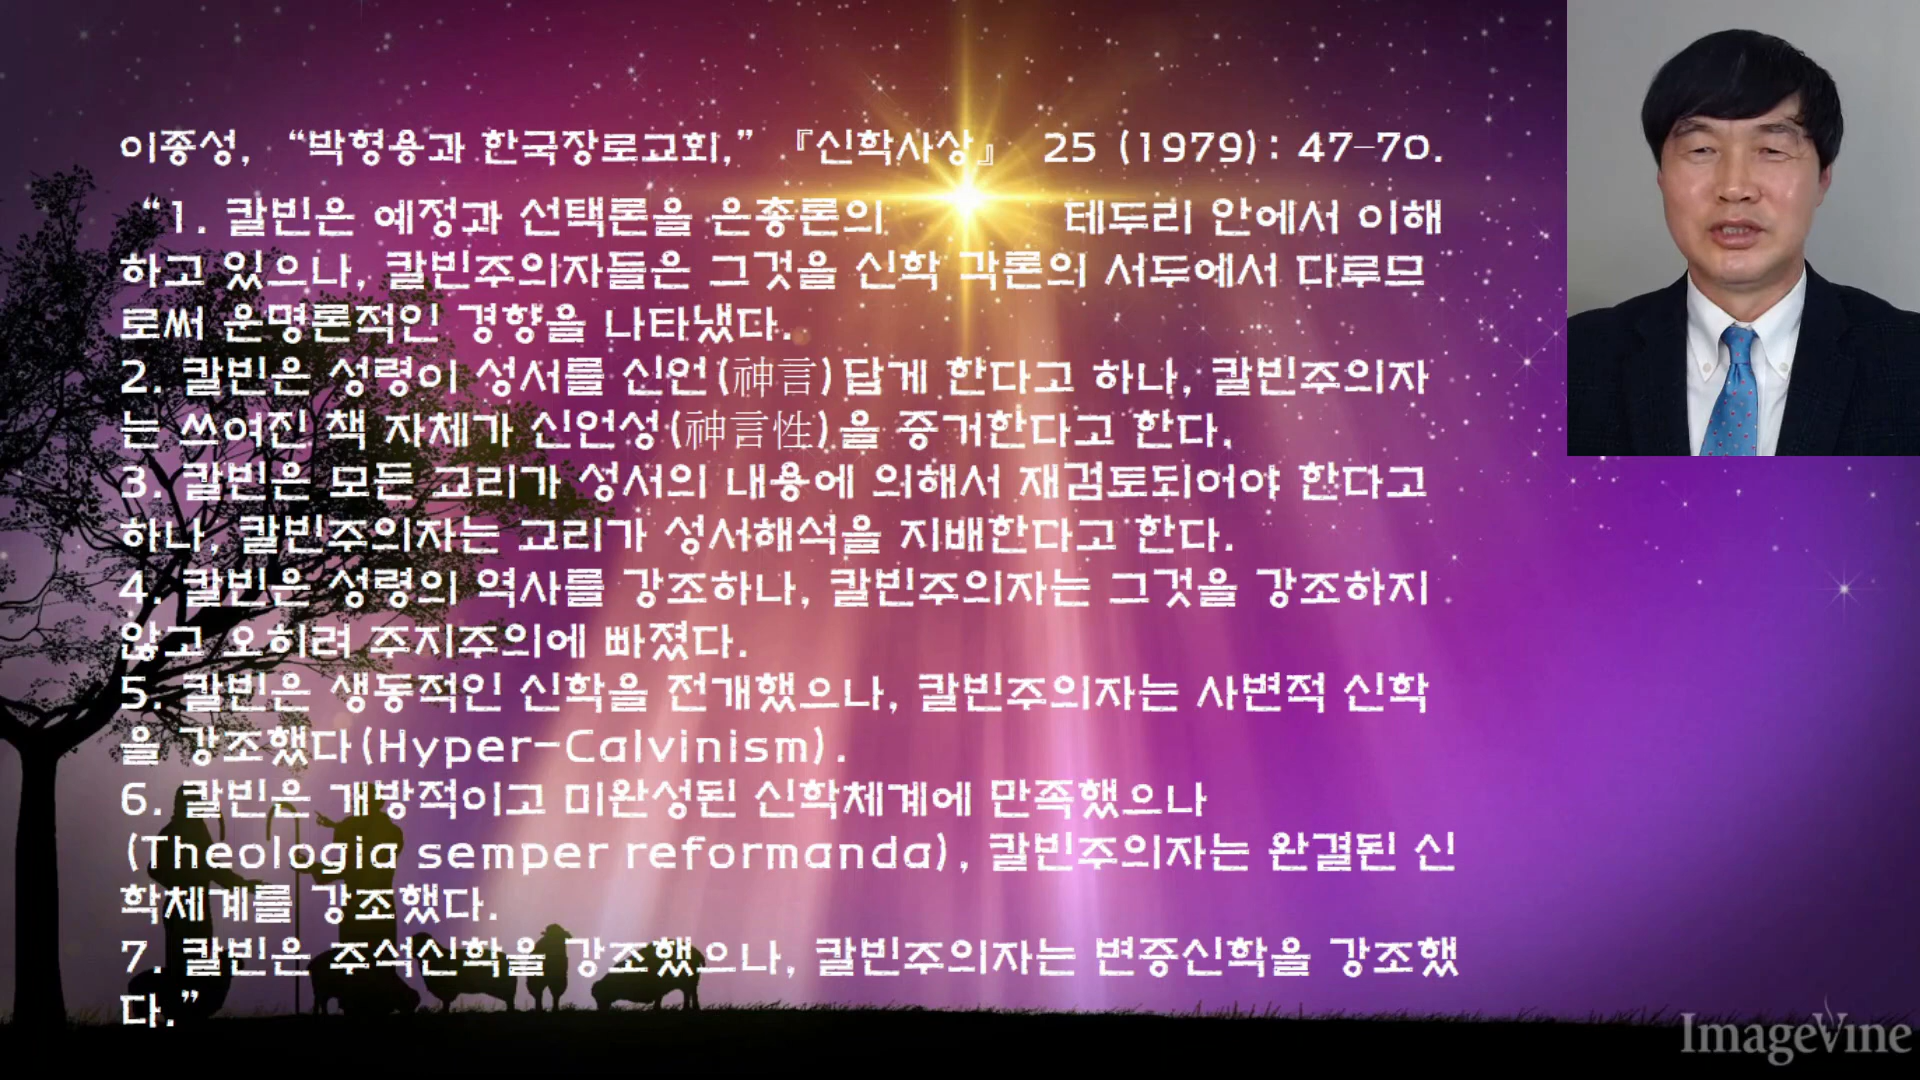 이종성, “박형용과 한국장로교회,” 『신학사상』 25 (1979): 47-70.
“1. 칼빈은 예정과 선택론을 은총론의 테두리 안에서 이해
하고 있으나, 칼빈주의자들은 그것을 신학 각론의 서두에서 다루므
로써 운명론적인 경향을 나타냈다.
2. 칼빈은 성령이 성서를 신언(神言)답게 한다고 하나, 칼빈주의자
는 쓰여진 책 자체가 신언성(神言性)을 증거한다고 한다.
3. 칼빈은 모든 교리가 성서의 내용에 의해서 재검토되어야 한다고
하나, 칼빈주의자는 교리가 성서해석을 지배한다고 한다.
4. 칼빈은 성령의 역사를 강조하나, 칼빈주의자는 그것을 강조하지
않고 오히려 주지주의에 빠졌다.
5. 칼빈은 생동적인 신학을 전개했으나, 칼빈주의자는 사변적 신학
을 강조했다(Hyper-Calvinism).
6. 칼빈은 개방적이고 미완성된 신학체계에 만족했으나
(Theologia semper reformanda), 칼빈주의자는 완결된 신
학체계를 강조했다.
7. 칼빈은 주석신학을 강조했으나, 칼빈주의자는 변증신학을 강조했
다.”
ImageVine